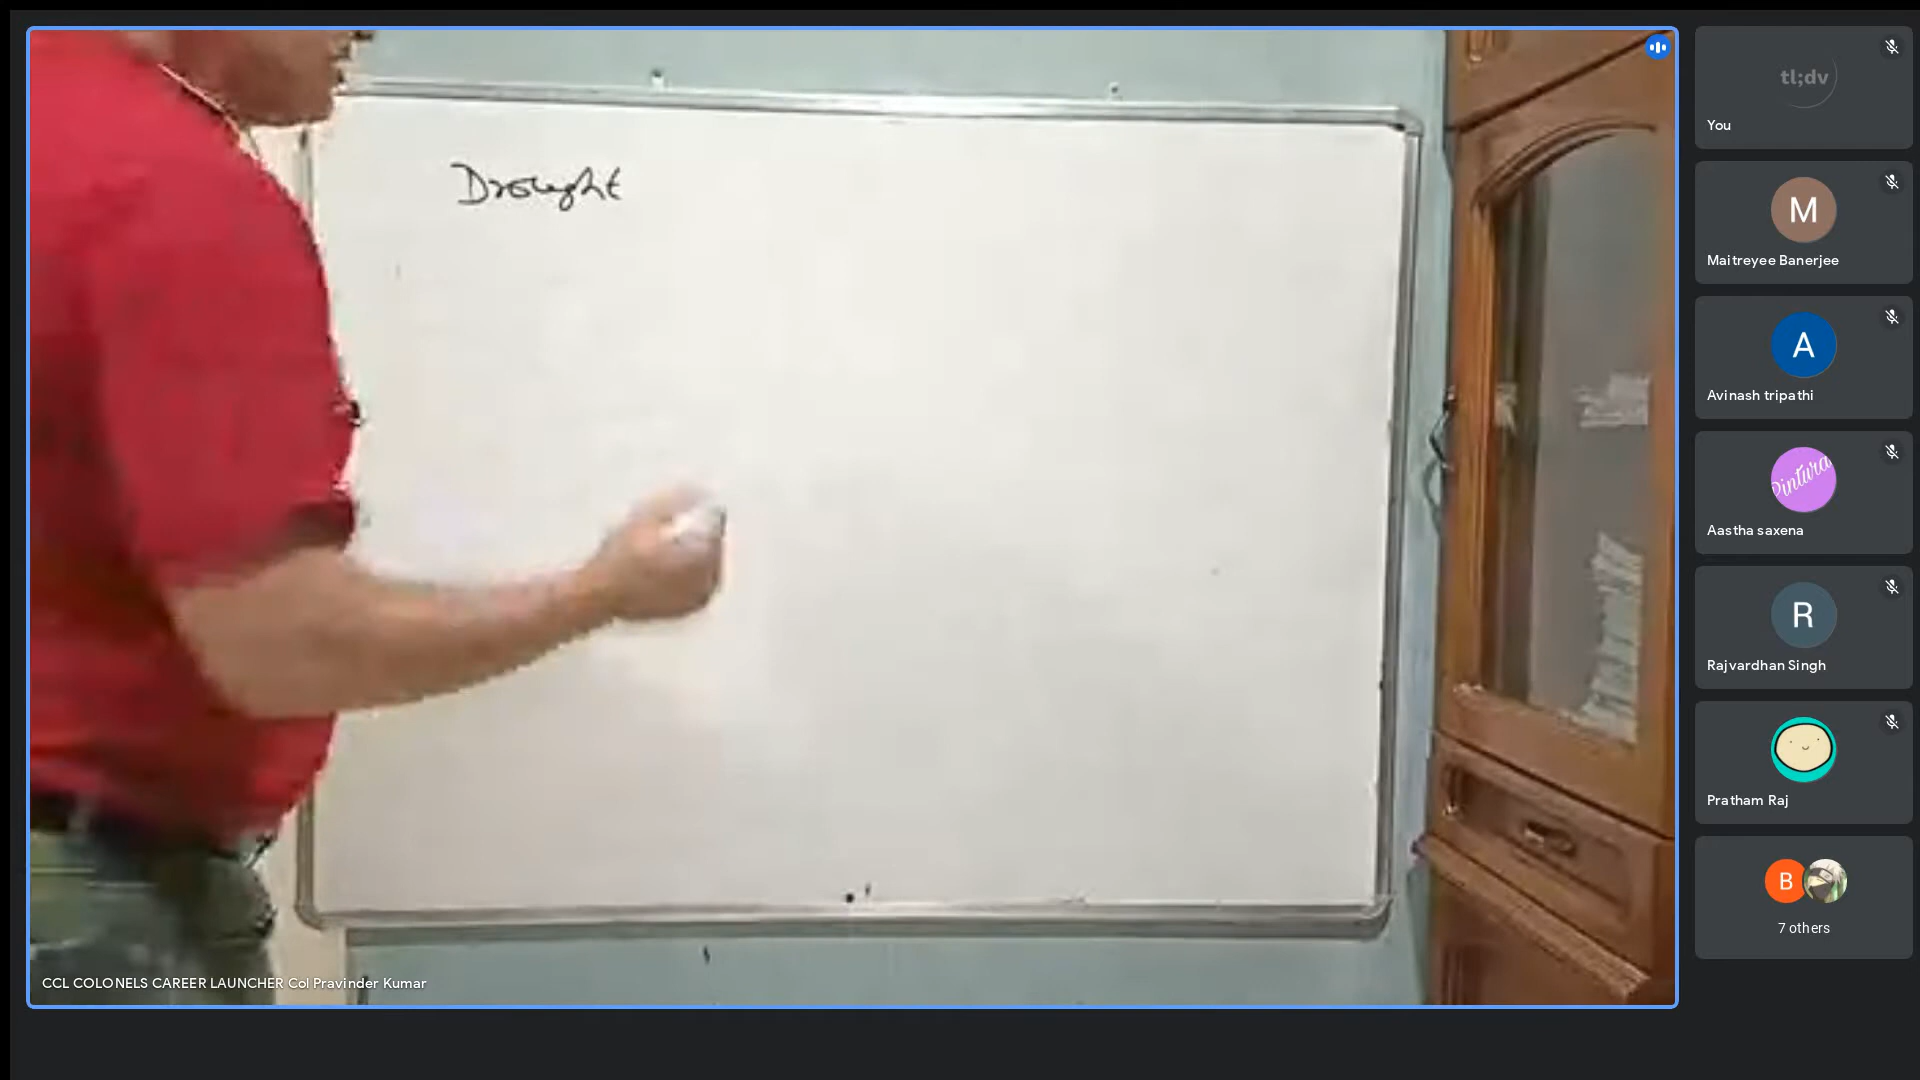 Drought
CCL COLONELS CAREER LAUNCHER Col Pravinder Kumar
tl;dv
You
M
Maitreyee Banerjee
A
Avinash tripathi
Pintura
Aastha saxena
R
Rajvardhan Singh
Pratham Raj
B
7 others